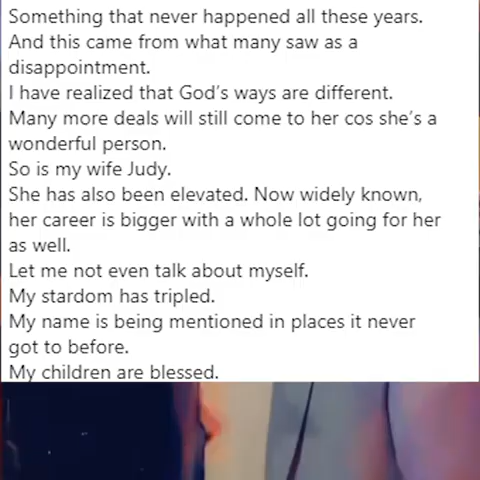 Something that never happened all these years.
And this came from what many saw as a
disappointment.
I have realized that God's ways are different.
Many more deals will still come to her cos she's a
wonderful person.
So is my wife Judy.
She has also been elevated. Now widely known,
her career is bigger with a whole lot going for her
as well.
Let me not even talk about myself.
My stardom has tripled.
My name is being mentioned in places it never
got to before.
My children are blessed.